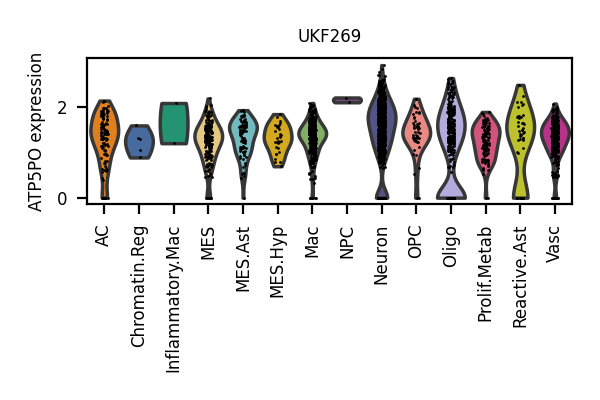 UKF269
ATP5PO expression
2
0
AC
Chromatin.Reg
Inflammatory.Mac
MES
MES.Ast
MES.Hyp
Mac
NPC
Neuron
OPC
Oligo
Prolif.Metab
Reactive.Ast
Vasc